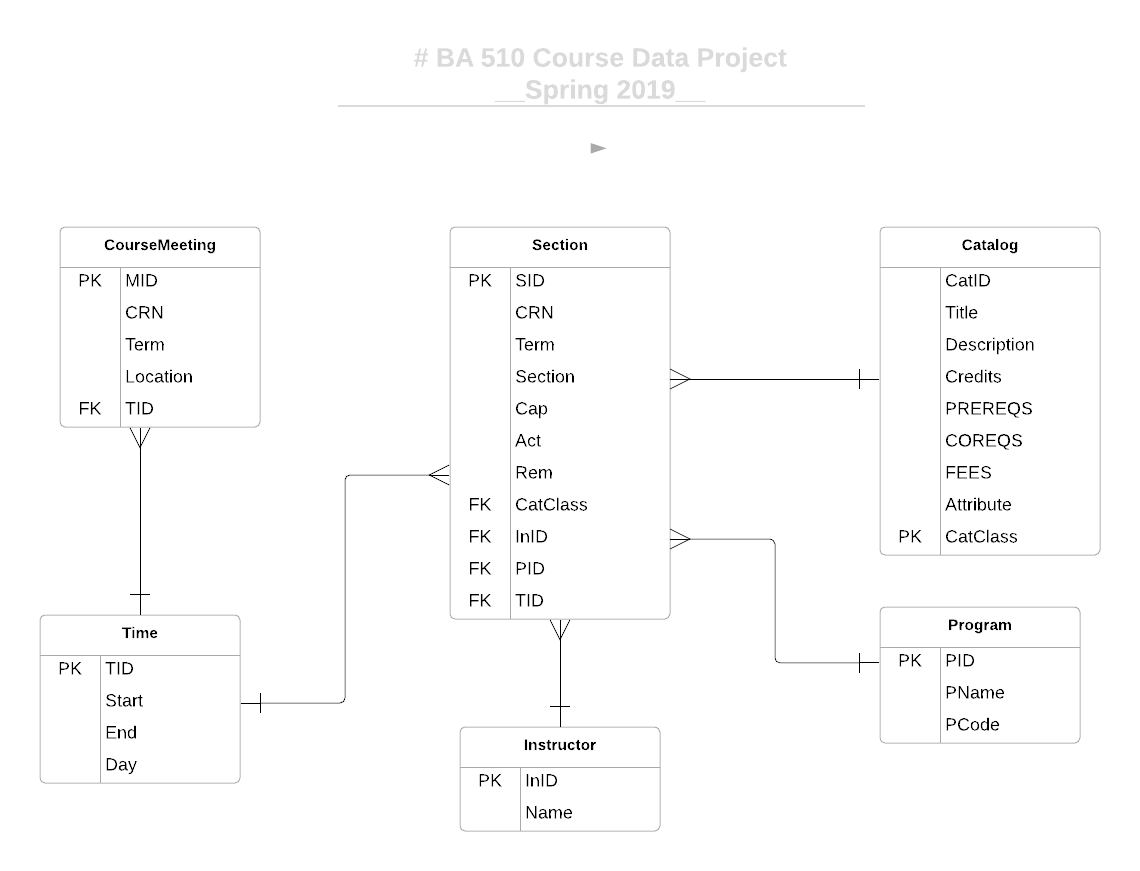 # BA 510 Course Data Project
__Spring 2019__
CourseMeeting
PK MID
CRN
Term
Location
FK TID
Section
PK SID
CRN
Term
Section
Cap
Act
Rem
FK CatClass
FK InID
FK PID
FK TID
Catalog
CatID
Title
Description
Credits
PREREQS
COREQS
FEES
Attribute
PK CatClass
Time
PK TID
Start
End
Day
Instructor
PK InID
Name
Program
PK PID
PName
PCode